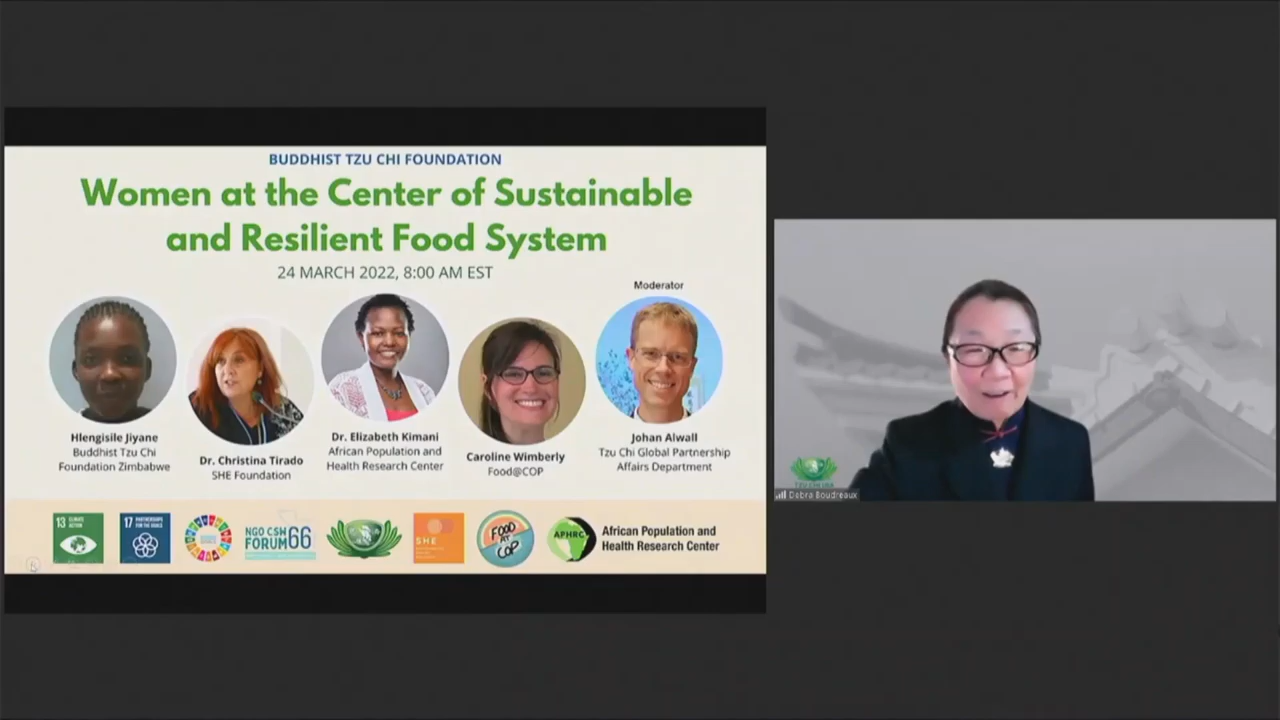 BUDDHIST TZU CHI FOUNDATION
Women at the Center of Sustainable
and Resilient Food System
24 MARCH 2022, 8:00 AM EST
Moderator
Hlengisile Jiyane
Buddhist Tzu Chi
Foundation Zimbabwe
Dr. Christina Tirado
SHE Foundation
Dr. Elizabeth Kimani
African Population and
Health Research Center
Caroline Wimberly
Food@COP
Johan Alwall
Tzu Chi Global Partnership
Affairs Department
13 CLIMATE
ACTION
17 PARTNERSHIPS
FOR THE GOALS
NGO CSW
FORUM66
SHE
FOOD
AT
COP
APHRC
African Population and
Health Research Center
TZU CHI USA
Debra Boudreaux